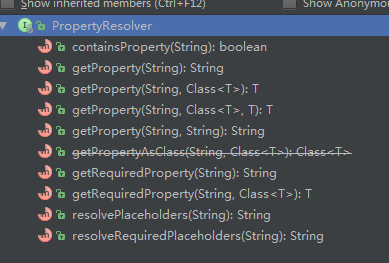 Show inherited members (Ctrl+F12)
Show Anonymou
PropertyResolver
containsProperty(String): boolean
getProperty(String): String
getProperty(String, Class<T>): T
getProperty(String, Class<T>, T): T
getProperty(String, String): String
getPropertyAsClass(String, Class<T>): Class<T>
getRequiredProperty(String): String
getRequiredProperty(String, Class<T>): T
resolvePlaceholders(String): String
resolveRequiredPlaceholders(String): String